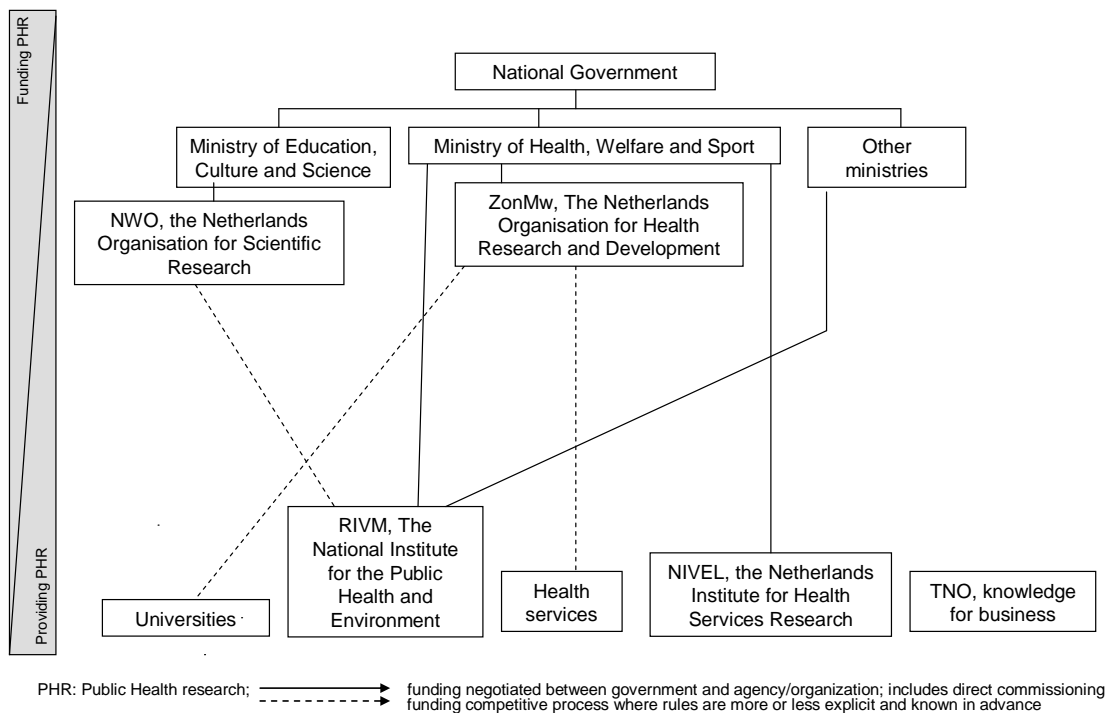 Funding PHR
National Government
Ministry of Education,
Culture and Science
Ministry of Health, Welfare and Sport
Other
ministries
NWO, the Netherlands
Organisation for Scientific
Research
ZonMw, The Netherlands
Organisation for Health
Research and Development
Providing PHR
Universities
RIVM, The
National Institute
for the Public
Health and
Environment
Health
services
NIVEL, the Netherlands
Institute for Health
Services Research
TNO, knowledge
for business
PHR: Public Health research;
funding negotiated between government and agency/organization; includes direct commissioning
funding competitive process where rules are more or less explicit and known in advance